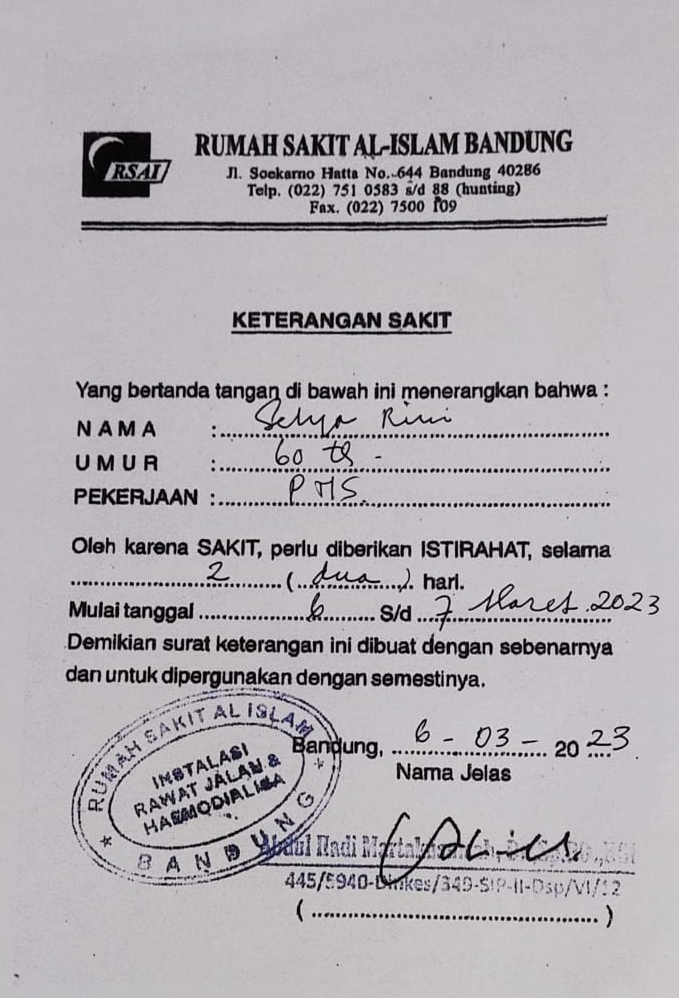 RSAI
RUMAH SAKIT AL-ISLAM BANDUNG
Jl. Soekarno Hatta No. 644 Bandung 40286
Telp. (022) 751 0583 s/d 88 (hunting)
Fax. (022) 7500 109
KETERANGAN SAKIT
Yang bertanda tangan di bawah ini menerangkan bahwa :
NAMA : Setya Rini
UMUR : 60 th -
PEKERJAAN : PNS.
Oleh karena SAKIT, perlu diberikan ISTIRAHAT, selama
2 ( dua ) hari.
Mulai tanggal 6 S/d 7 Maret 2023
Demikian surat keterangan ini dibuat dengan sebenarnya
dan untuk dipergunakan dengan semestinya.
RUMAH SAKIT AL ISLAM
INSTALASI
RAWAT JALAN &
HAEMODIALISA
BANDUNG
Bandung, 6 - 03 - 20 23
Nama Jelas
Abdul Hadi
445/5940-Dinkes/349-SIP-II-Dsp/VI/12
(........................................)